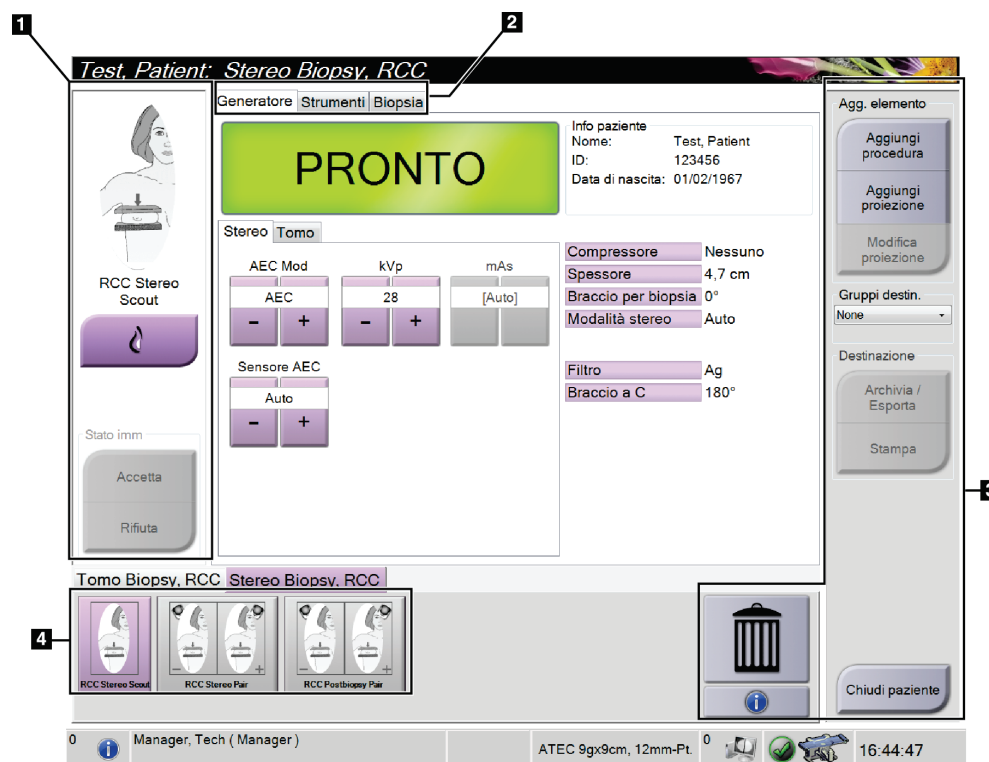 1
2
Test, Patient: Stereo Biopsy, RCC
Generatore Strumenti Biopsia
PRONTO
Info paziente
Nome: Test, Patient
ID: 123456
Data di nascita: 01/02/1967
RCC Stereo
Scout
Stato imm
Accetta
Rifiuta
Stereo Tomo
AEC Mod kVp mAs
AEC 28 [Auto]
- + - +
Sensore AEC
Auto
- +
Compressore Nessuno
Spessore 4,7 cm
Braccio per biopsia 0°
Modalità stereo Auto
Filtro Ag
Braccio a C 180°
Agg. elemento
Aggiungi
procedura
Aggiungi
proiezione
Modifica
proiezione
Gruppi destin.
None
Destinazione
Archivia /
Esporta
Stampa
Tomo Biopsy, RCC Stereo Biopsy, RCC
4
- + - +
RCC Stereo Scout RCC Stereo Pair RCC Postbiopsy Pair
Chiudi paziente
0 Manager, Tech ( Manager ) ATEC 9gx9cm, 12mm-Pt. 0 16:44:47